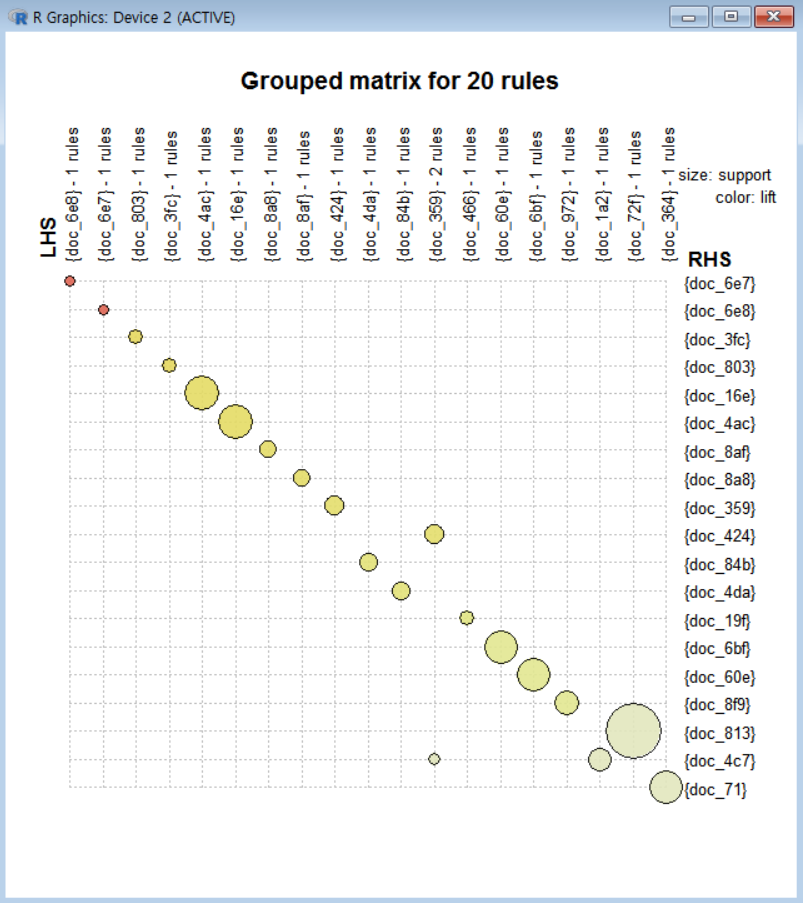 R Graphics: Device 2 (ACTIVE)
Grouped matrix for 20 rules
{doc_6e8} - 1 rules
{doc_6e7} - 1 rules
{doc_803} - 1 rules
{doc_3fc} - 1 rules
{doc_4ac} - 1 rules
{doc_16e} - 1 rules
{doc_8a8} - 1 rules
{doc_8af} - 1 rules
{doc_424} - 1 rules
{doc_4da} - 1 rules
{doc_84b} - 1 rules
{doc_359} - 2 rules
{doc_466} - 1 rules
{doc_60e} - 1 rules
{doc_6bf} - 1 rules
{doc_972} - 1 rules
{doc_1a2} - 1 rules
{doc_72f} - 1 rules
{doc_364} - 1 rules
size: support
color: lift
LHS
RHS
{doc_6e7}
{doc_6e8}
{doc_3fc}
{doc_803}
{doc_16e}
{doc_4ac}
{doc_8af}
{doc_8a8}
{doc_359}
{doc_424}
{doc_84b}
{doc_4da}
{doc_19f}
{doc_6bf}
{doc_60e}
{doc_8f9}
{doc_813}
{doc_4c7}
{doc_71}